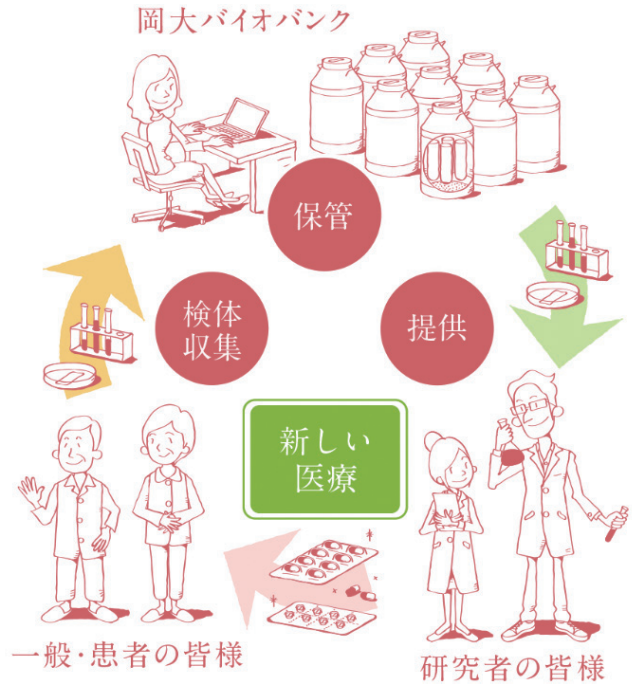 岡大バイオバンク
保管
検体
収集
提供
新しい
医療
一般・患者の皆様
研究者の皆様